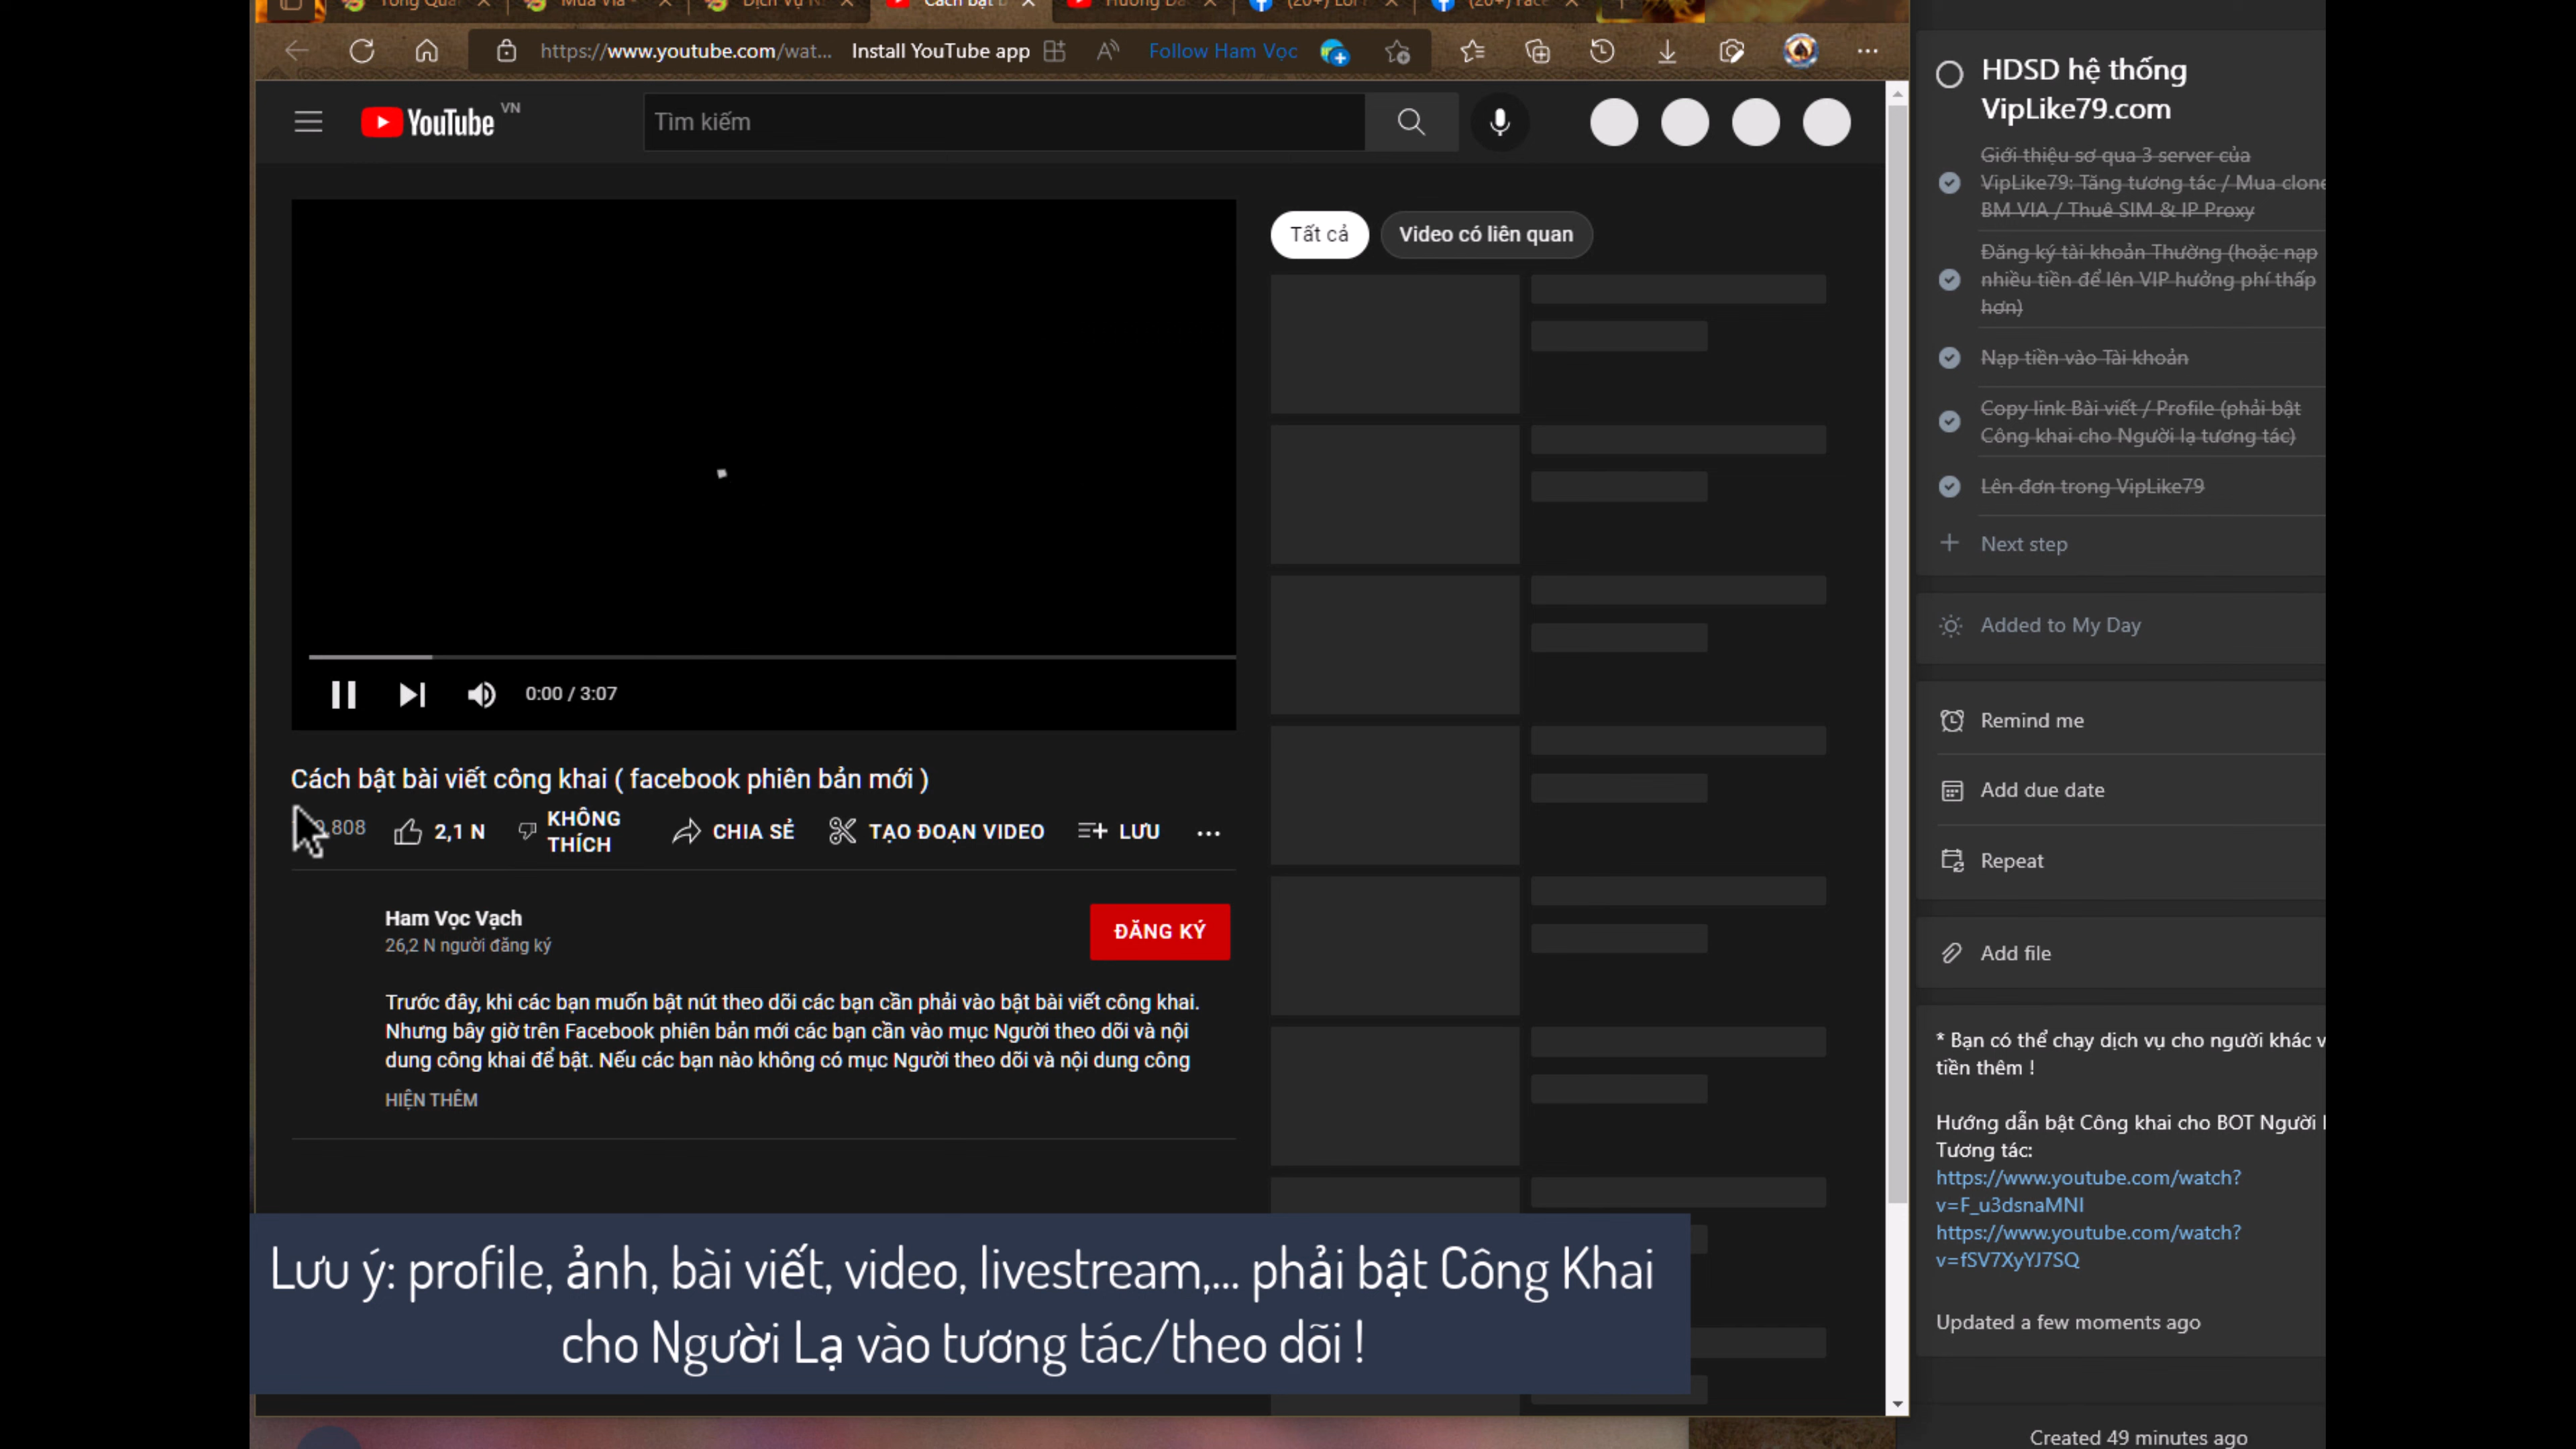 Mua Via -
https://www.youtube.com/wat...
Install YouTube app
Follow Ham Vọc
YouTube VN
Tìm kiếm
Tất cả
Video có liên quan
0:00 / 3:07
Cách bật bài viết công khai ( facebook phiên bản mới )
808
2,1 N
KHÔNG
THÍCH
CHIA SẺ
TẠO ĐOẠN VIDEO
LƯU
Ham Vọc Vạch
26,2 N người đăng ký
ĐĂNG KÝ
Trước đây, khi các bạn muốn bật nút theo dõi các bạn cần phải vào bật bài viết công khai.
Nhưng bây giờ trên Facebook phiên bản mới các bạn cần vào mục Người theo dõi và nội
dung công khai để bật. Nếu các bạn nào không có mục Người theo dõi và nội dung công
HIỆN THÊM
Lưu ý: profile, ảnh, bài viết, video, livestream,... phải bật Công Khai
cho Người Lạ vào tương tác/theo dõi !
HDSD hệ thống
VipLike79.com
Giới thiệu sơ qua 3 server của
VipLike79: Tăng tương tác / Mua clone
BM VIA / Thuê SIM & IP Proxy
Đăng ký tài khoản Thường (hoặc nạp
nhiều tiền để lên VIP hưởng phí thấp
hơn)
Nạp tiền vào Tài khoản
Copy link Bài viết / Profile (phải bật
Công khai cho Người lạ tương tác)
Lên đơn trong VipLike79
Next step
Added to My Day
Remind me
Add due date
Repeat
Add file
* Bạn có thể chạy dịch vụ cho người khác v
tiền thêm !
Hướng dẫn bật Công khai cho BOT Người
Tương tác:
https://www.youtube.com/watch?
v=F_u3dsnaMNI
https://www.youtube.com/watch?
v=fSV7XyYJ7SQ
Updated a few moments ago
Created 49 minutes ago